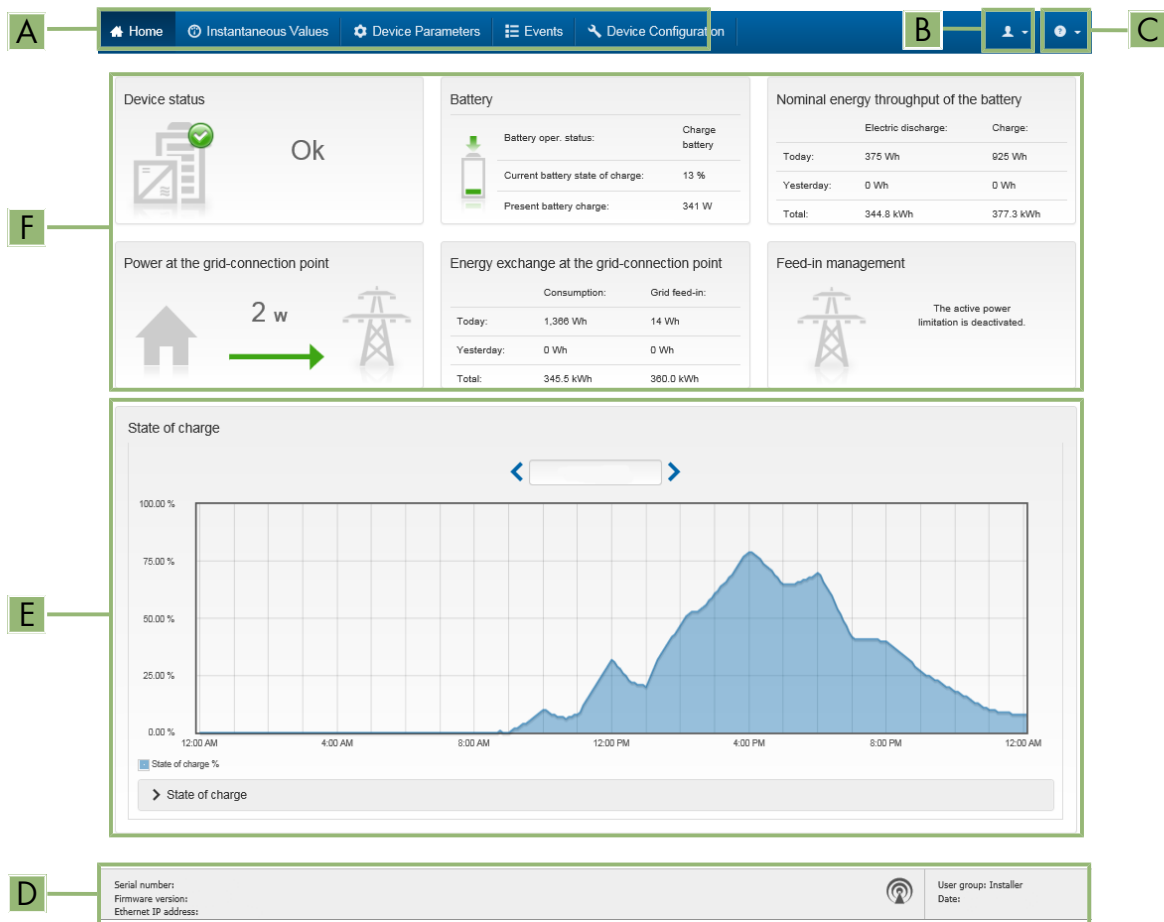 A
Home
Instantaneous Values
Device Parameters
Events
Device Configuration
B
C
F
Device status
Ok
Battery
Battery oper. status: Charge battery
Current battery state of charge: 13 %
Present battery charge: 341 W
Nominal energy throughput of the battery
Electric discharge: Charge:
Today: 375 Wh 925 Wh
Yesterday: 0 Wh 0 Wh
Total: 344.8 kWh 377.3 kWh
Power at the grid-connection point
2 w
Energy exchange at the grid-connection point
Consumption: Grid feed-in:
Today: 1,366 Wh 14 Wh
Yesterday: 0 Wh 0 Wh
Total: 345.5 kWh 360.0 kWh
Feed-in management
The active power
limitation is deactivated.
E
State of charge
100.00 %
75.00 %
50.00 %
25.00 %
0.00 %
12:00 AM 4:00 AM 8:00 AM 12:00 PM 4:00 PM 8:00 PM 12:00 AM
State of charge %
State of charge
D
Serial number:
Firmware version:
Ethernet IP address:
User group: Installer
Date: